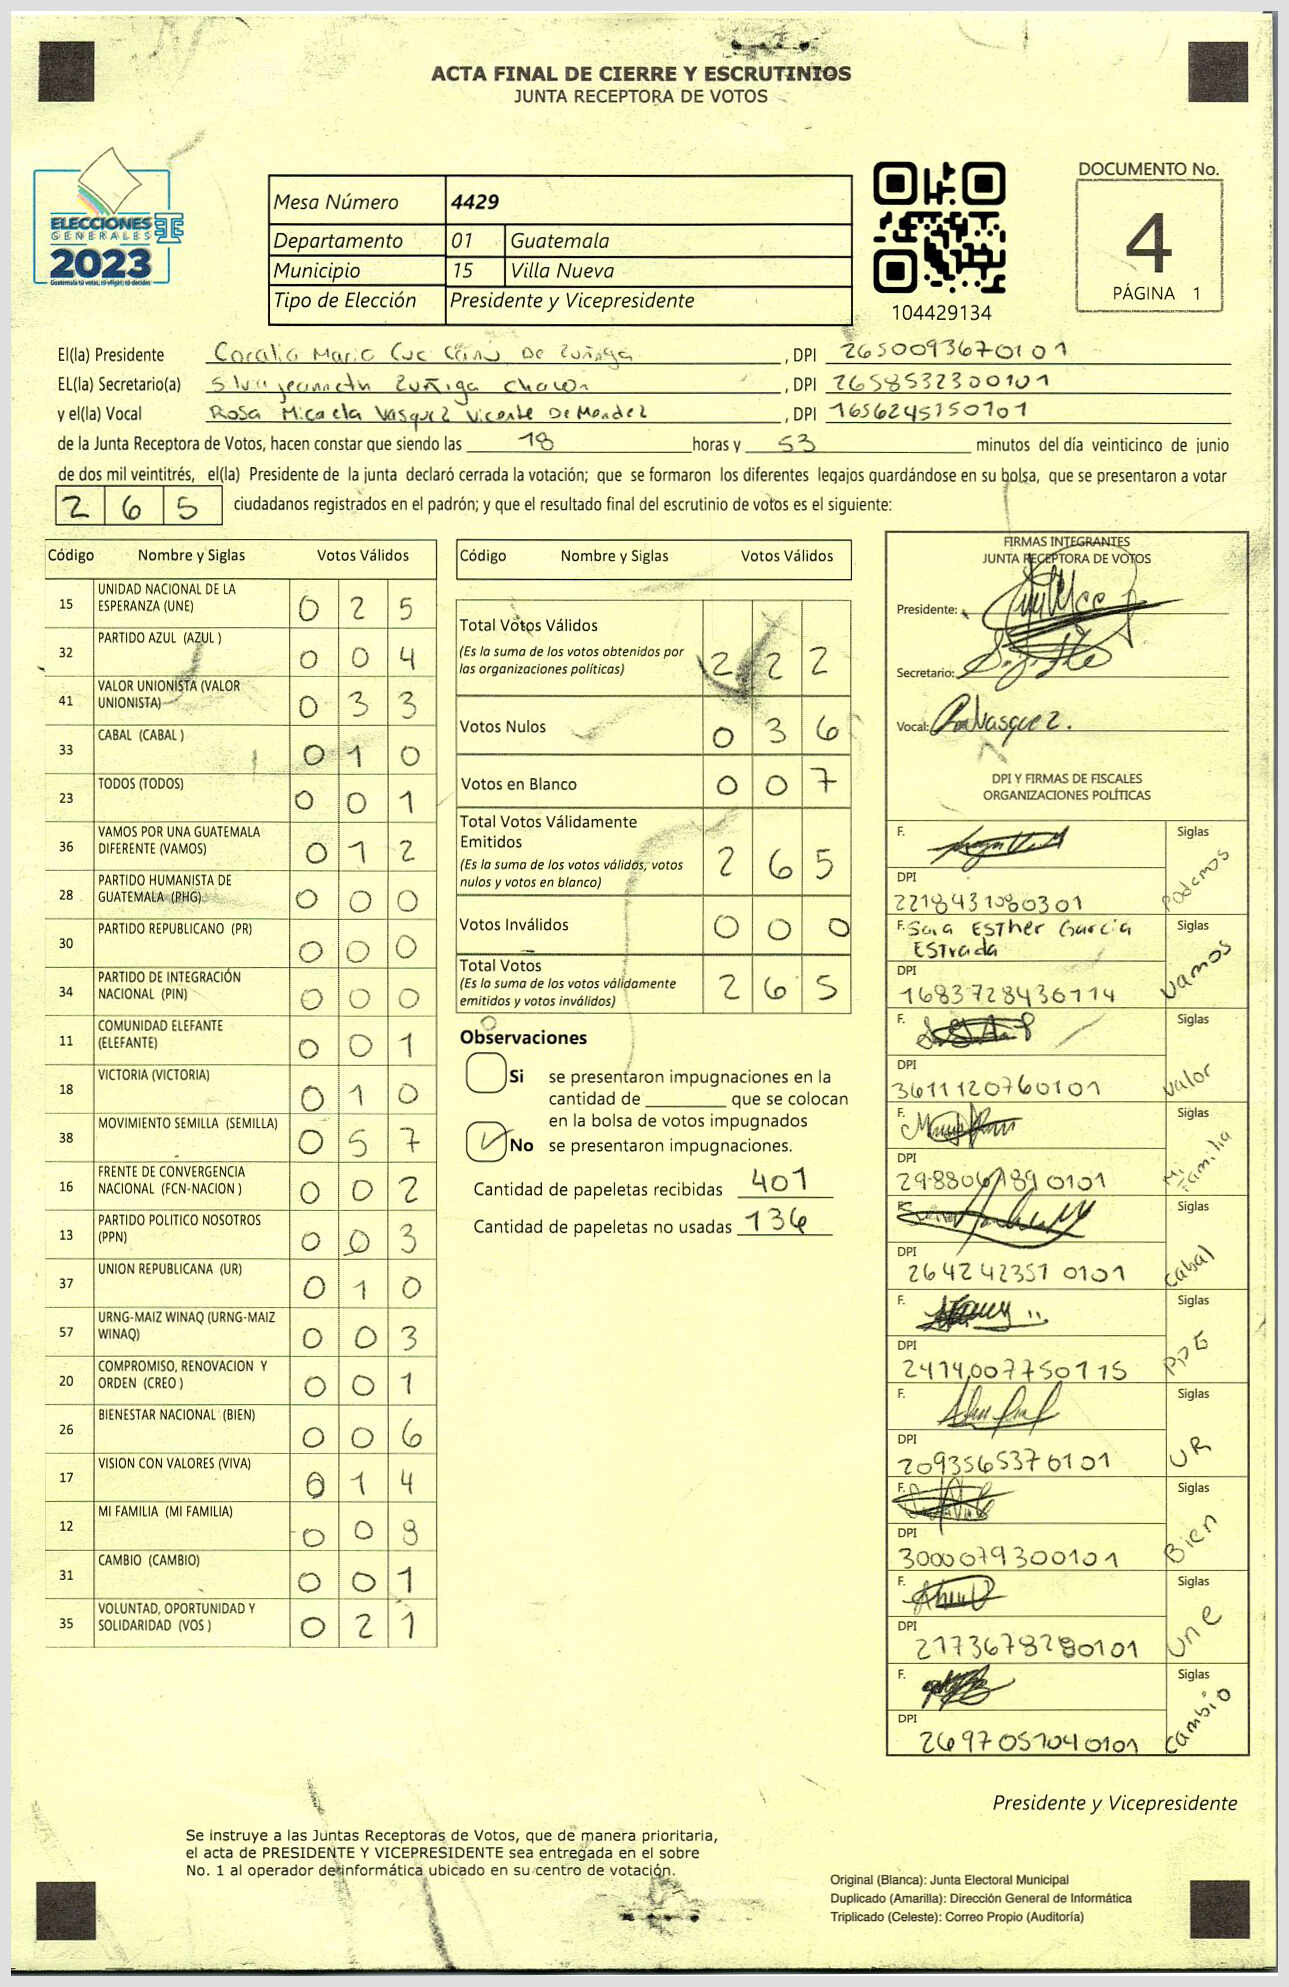 ACTA FINAL DE CIERRE Y ESCRUTINIOS
JUNTA RECEPTORA DE VOTOS
ELECCIONES
GENERALES
2023
Guatemala tú votas, tú eliges, tú decides
Mesa Número 4429
Departamento 01 Guatemala
Municipio 15 Villa Nueva
Tipo de Elección Presidente y Vicepresidente
104429134
DOCUMENTO No.
4
PÁGINA 1
El(la) Presidente Coralia Maria Cuc De Zuñiga, DPI 2650093670101
EL(la) Secretario(a) Silvia jeanneth Zuñiga Chacon, DPI 2658532300101
y el(la) Vocal Rosa Micaela Vasquez Vicente De Mendez, DPI 1656245750101
de la Junta Receptora de Votos, hacen constar que siendo las 18 horas y 53 minutos del día veinticinco de junio
de dos mil veintitrés, el(la) Presidente de la junta declaró cerrada la votación; que se formaron los diferentes legajos guardándose en su bolsa, que se presentaron a votar
2 6 5 ciudadanos registrados en el padrón; y que el resultado final del escrutinio de votos es el siguiente:
Código Nombre y Siglas Votos Válidos
15 UNIDAD NACIONAL DE LA ESPERANZA (UNE) 0 2 5
32 PARTIDO AZUL (AZUL ) 0 0 4
41 VALOR UNIONISTA (VALOR UNIONISTA) 0 3 3
33 CABAL (CABAL ) 0 1 0
23 TODOS (TODOS) 0 0 1
36 VAMOS POR UNA GUATEMALA DIFERENTE (VAMOS) 0 1 2
28 PARTIDO HUMANISTA DE GUATEMALA (PHG) 0 0 0
30 PARTIDO REPUBLICANO (PR) 0 0 0
34 PARTIDO DE INTEGRACIÓN NACIONAL (PIN) 0 0 0
11 COMUNIDAD ELEFANTE (ELEFANTE) 0 0 1
18 VICTORIA (VICTORIA) 0 1 0
38 MOVIMIENTO SEMILLA (SEMILLA) 0 5 7
16 FRENTE DE CONVERGENCIA NACIONAL (FCN-NACION ) 0 0 2
13 PARTIDO POLITICO NOSOTROS (PPN) 0 0 3
37 UNION REPUBLICANA (UR) 0 1 0
57 URNG-MAIZ WINAQ (URNG-MAIZ WINAQ) 0 0 3
20 COMPROMISO, RENOVACION Y ORDEN (CREO ) 0 0 1
26 BIENESTAR NACIONAL (BIEN) 0 0 6
17 VISION CON VALORES (VIVA) 0 1 4
12 MI FAMILIA (MI FAMILIA) 0 0 8
31 CAMBIO (CAMBIO) 0 0 1
35 VOLUNTAD, OPORTUNIDAD Y SOLIDARIDAD (VOS ) 0 2 1
Código Nombre y Siglas Votos Válidos
Total Votos Válidos 2 2 2
(Es la suma de los votos obtenidos por
las organizaciones políticas)
Votos Nulos 0 3 6
Votos en Blanco 0 0 7
Total Votos Válidamente
Emitidos 2 6 5
(Es la suma de los votos válidos, votos
nulos y votos en blanco)
Votos Inválidos 0 0 0
Total Votos 2 6 5
(Es la suma de los votos válidamente
emitidos y votos inválidos)
Observaciones
Si se presentaron impugnaciones en la
cantidad de ________ que se colocan
en la bolsa de votos impugnados
No se presentaron impugnaciones.
Cantidad de papeletas recibidas 401
Cantidad de papeletas no usadas 136
FIRMAS INTEGRANTES
JUNTA RECEPTORA DE VOTOS
Presidente:
Secretario:
Vocal: Vasquez.
DPI Y FIRMAS DE FISCALES
ORGANIZACIONES POLÍTICAS
F. Siglas Podemos
DPI
2218431080301
F. Sara ESTher Garcia Siglas
ESTrada vamos
DPI
1683728436114
F. Siglas valor
DPI
3611120760101
F. Siglas Mi Familia
DPI
F. Siglas cabal
DPI
2642423510101
F. Siglas
DPI
2414007750115
F. Siglas UR
DPI
2093565370101
F. Siglas Bien
DPI
3000079300101
F. Siglas une
DPI
2173678280101
F. Siglas cambio
DPI
2697051040101
Presidente y Vicepresidente
Se instruye a las Juntas Receptoras de Votos, que de manera prioritaria,
el acta de PRESIDENTE Y VICEPRESIDENTE sea entregada en el sobre
No. 1 al operador de informática ubicado en su centro de votación.
Original (Blanca): Junta Electoral Municipal
Duplicado (Amarilla): Dirección General de Informática
Triplicado (Celeste): Correo Propio (Auditoría)